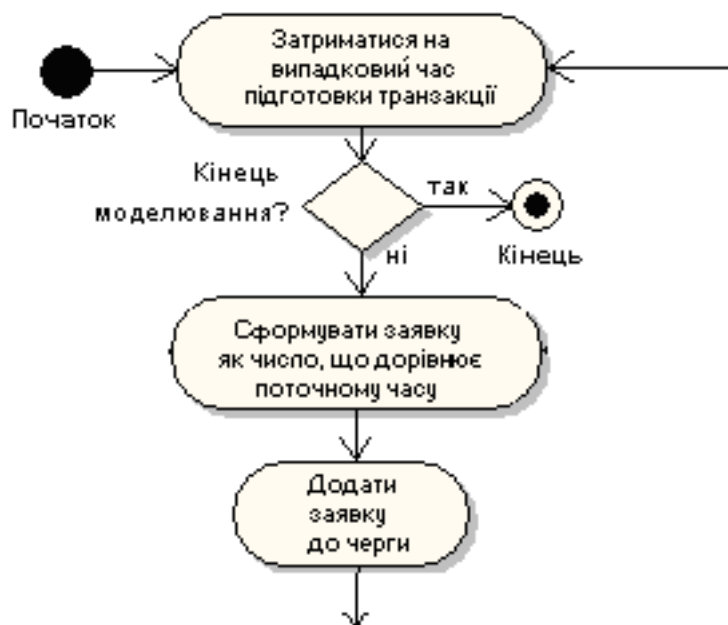 Затриматися на
випадковий час
підготовки транзакції
Початок
Кінець
моделювання?
так
Кінець
ні
Сформувати заявку
як число, що дорівнює
поточному часу
Додати
заявку
до черги